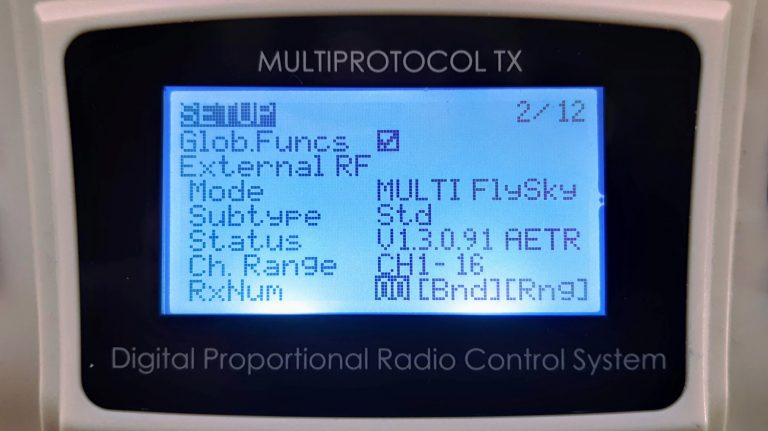 MULTIPROTOCOL TX
SETUP 2/12
Glob.Funcs
External RF
Mode MULTI FlySky
Subtype Std
Status V1.3.0.91 AETR
Ch. Range CH1-16
RxNum 00 [Bnd][Rng]
Digital Proportional Radio Control System